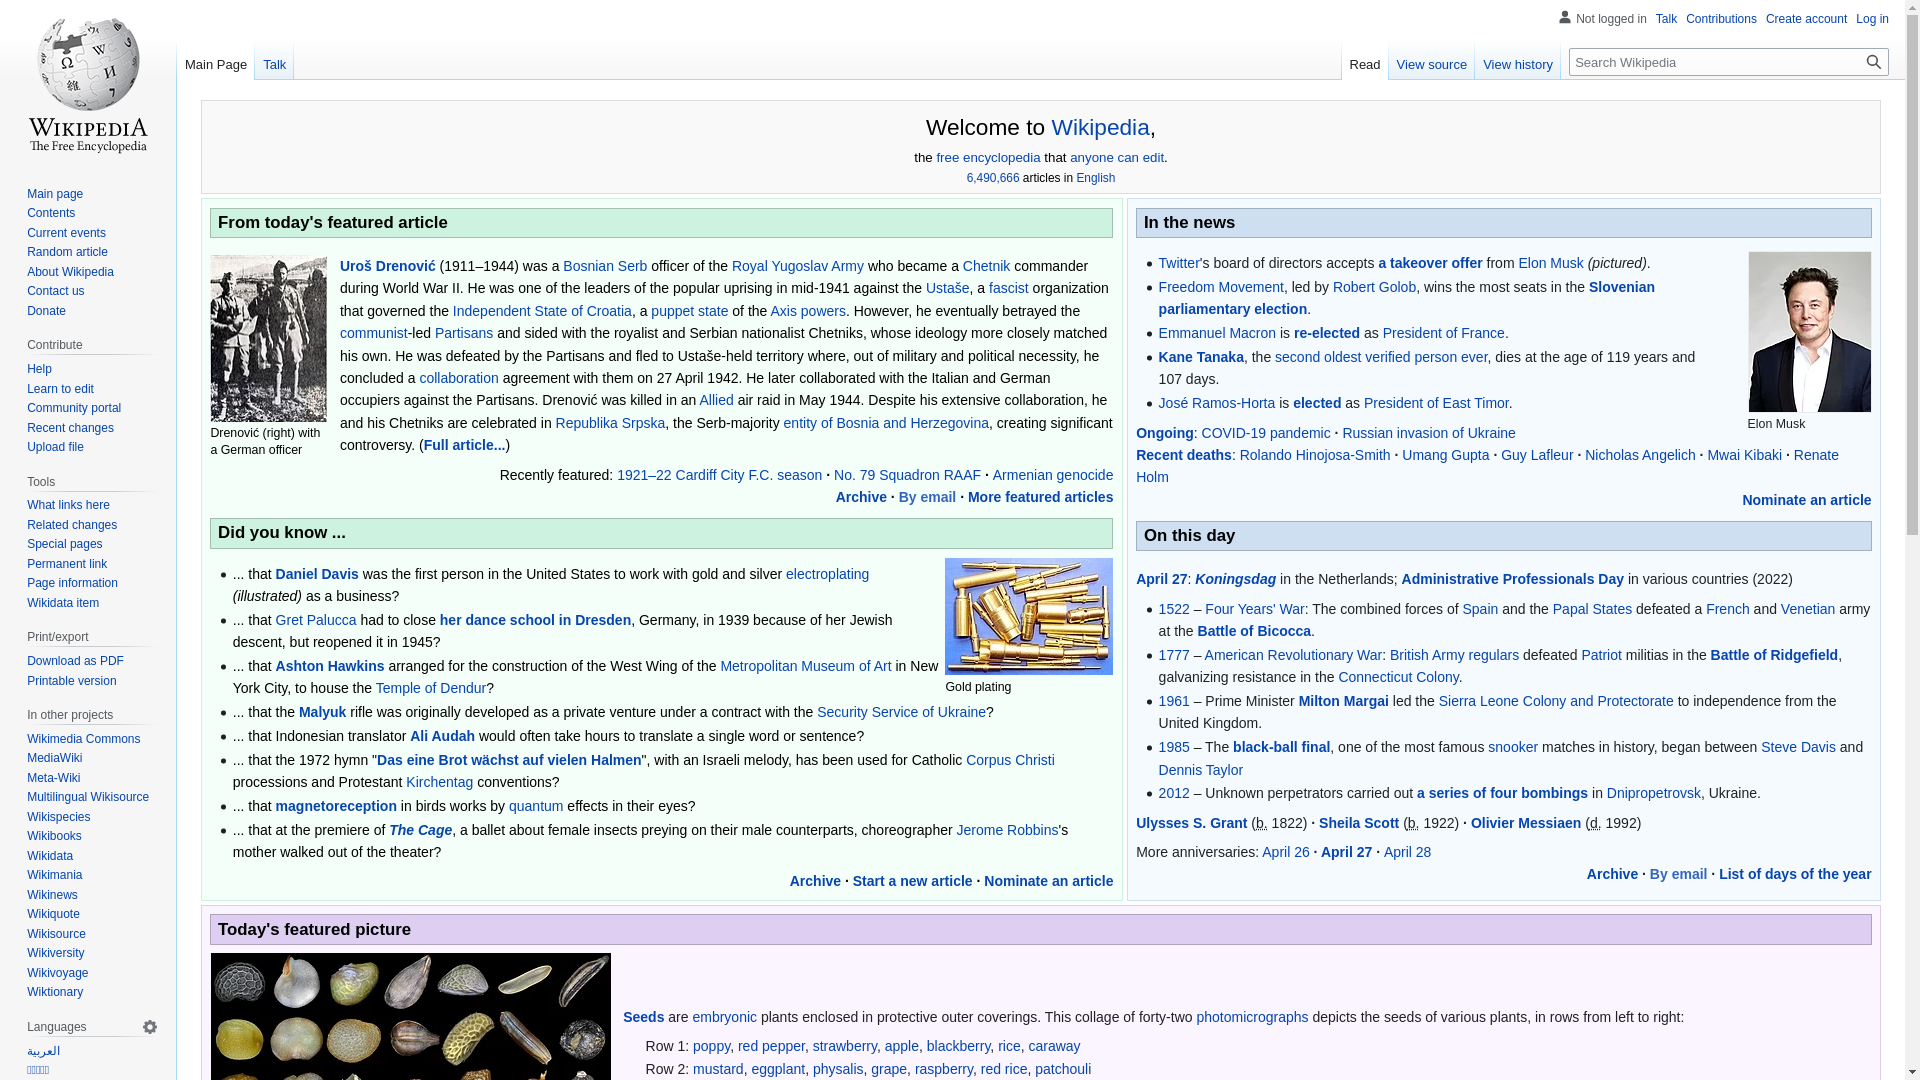 Not logged in Talk Contributions Create account Log in
Main Page Talk Read View source View history Search Wikipedia
WIKIPEDIA
The Free Encyclopedia
Main page
Contents
Current events
Random article
About Wikipedia
Contact us
Donate
Contribute
Help
Learn to edit
Community portal
Recent changes
Upload file
Tools
What links here
Related changes
Special pages
Permanent link
Page information
Wikidata item
Print/export
Download as PDF
Printable version
In other projects
Wikimedia Commons
MediaWiki
Meta-Wiki
Multilingual Wikisource
Wikispecies
Wikibooks
Wikidata
Wikimania
Wikinews
Wikiquote
Wikisource
Wikiversity
Wikivoyage
Wiktionary
Languages
العربية
Welcome to Wikipedia,
the free encyclopedia that anyone can edit.
6,490,666 articles in English
From today's featured article
Drenović (right) with
a German officer
Uroš Drenović (1911–1944) was a Bosnian Serb officer of the Royal Yugoslav Army who became a Chetnik commander
during World War II. He was one of the leaders of the popular uprising in mid-1941 against the Ustaše, a fascist organization
that governed the Independent State of Croatia, a puppet state of the Axis powers. However, he eventually betrayed the
communist-led Partisans and sided with the royalist and Serbian nationalist Chetniks, whose ideology more closely matched
his own. He was defeated by the Partisans and fled to Ustaše-held territory where, out of military and political necessity, he
concluded a collaboration agreement with them on 27 April 1942. He later collaborated with the Italian and German
occupiers against the Partisans. Drenović was killed in an Allied air raid in May 1944. Despite his extensive collaboration, he
and his Chetniks are celebrated in Republika Srpska, the Serb-majority entity of Bosnia and Herzegovina, creating significant
controversy. (Full article...)
Recently featured: 1921–22 Cardiff City F.C. season · No. 79 Squadron RAAF · Armenian genocide
Archive · By email · More featured articles
Did you know ...
... that Daniel Davis was the first person in the United States to work with gold and silver electroplating
(illustrated) as a business?
... that Gret Palucca had to close her dance school in Dresden, Germany, in 1939 because of her Jewish
descent, but reopened it in 1945?
... that Ashton Hawkins arranged for the construction of the West Wing of the Metropolitan Museum of Art in New
York City, to house the Temple of Dendur?
Gold plating
... that the Malyuk rifle was originally developed as a private venture under a contract with the Security Service of Ukraine?
... that Indonesian translator Ali Audah would often take hours to translate a single word or sentence?
... that the 1972 hymn "Das eine Brot wächst auf vielen Halmen", with an Israeli melody, has been used for Catholic Corpus Christi
processions and Protestant Kirchentag conventions?
... that magnetoreception in birds works by quantum effects in their eyes?
... that at the premiere of The Cage, a ballet about female insects preying on their male counterparts, choreographer Jerome Robbins's
mother walked out of the theater?
Archive · Start a new article · Nominate an article
In the news
Twitter's board of directors accepts a takeover offer from Elon Musk (pictured).
Freedom Movement, led by Robert Golob, wins the most seats in the Slovenian
parliamentary election.
Emmanuel Macron is re-elected as President of France.
Kane Tanaka, the second oldest verified person ever, dies at the age of 119 years and
107 days.
José Ramos-Horta is elected as President of East Timor.
Elon Musk
Ongoing: COVID-19 pandemic · Russian invasion of Ukraine
Recent deaths: Rolando Hinojosa-Smith · Umang Gupta · Guy Lafleur · Nicholas Angelich · Mwai Kibaki · Renate
Holm
Nominate an article
On this day
April 27: Koningsdag in the Netherlands; Administrative Professionals Day in various countries (2022)
1522 – Four Years' War: The combined forces of Spain and the Papal States defeated a French and Venetian army
at the Battle of Bicocca.
1777 – American Revolutionary War: British Army regulars defeated Patriot militias in the Battle of Ridgefield,
galvanizing resistance in the Connecticut Colony.
1961 – Prime Minister Milton Margai led the Sierra Leone Colony and Protectorate to independence from the
United Kingdom.
1985 – The black-ball final, one of the most famous snooker matches in history, began between Steve Davis and
Dennis Taylor
2012 – Unknown perpetrators carried out a series of four bombings in Dnipropetrovsk, Ukraine.
Ulysses S. Grant (b. 1822) · Sheila Scott (b. 1922) · Olivier Messiaen (d. 1992)
More anniversaries: April 26 · April 27 · April 28
Archive · By email · List of days of the year
Today's featured picture
Seeds are embryonic plants enclosed in protective outer coverings. This collage of forty-two photomicrographs depicts the seeds of various plants, in rows from left to right:
Row 1: poppy, red pepper, strawberry, apple, blackberry, rice, caraway
Row 2: mustard, eggplant, physalis, grape, raspberry, red rice, patchouli